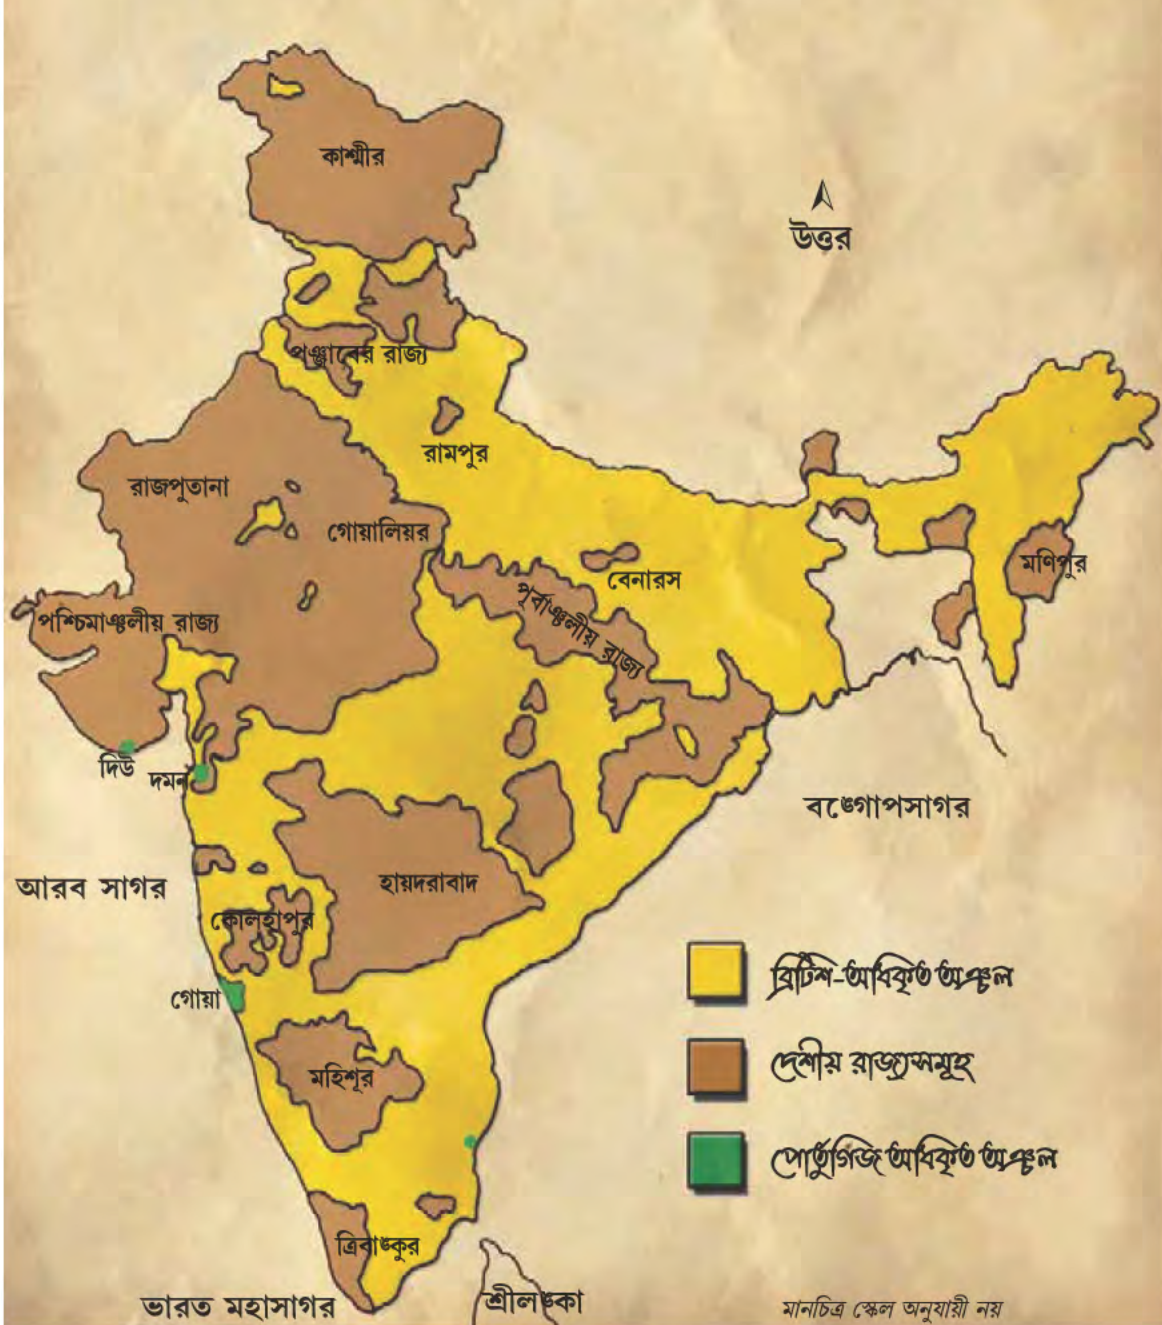 কাশ্মীর
উত্তর
পঞ্জাবের রাজ্য
রামপুর
রাজপুতানা
গোয়ালিয়র
বেনারস
মণিপুর
পশ্চিমাঞ্চলীয় রাজ্য
পূর্বাঞ্চলীয় রাজ্য
দিউ
দমন
বঙ্গোপসাগর
আরব সাগর
হায়দরাবাদ
কোলহাপুর
গোয়া
ব্রিটিশ-অধিকৃত অঞ্চল
দেশীয় রাজ্যসমূহ
মহিশূর
পোর্তুগিজ অধিকৃত অঞ্চল
ত্রিবাঙ্কুর
ভারত মহাসাগর
শ্রীলঙ্কা
মানচিত্র স্কেল অনুযায়ী নয়